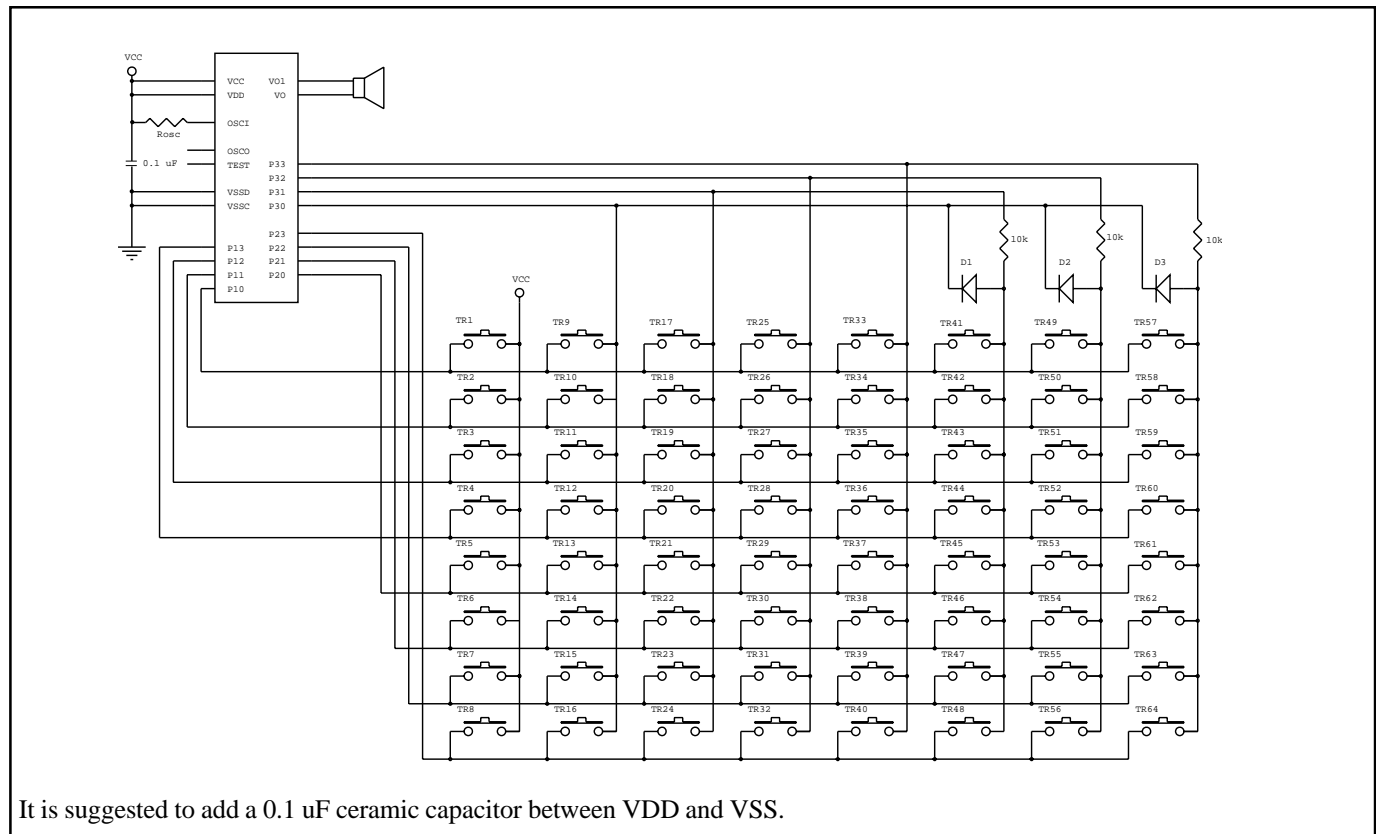 VCC
VCC VO1
VDD VO
OSCI
Rosc
OSCO
0.1 uF TEST P33
P32
VSSD P31
VSSC P30
P23
P13 P22
P12 P21
P11 P20
P10
10k 10k 10k
D1 D2 D3
VCC
TR1 TR9 TR17 TR25 TR33 TR41 TR49 TR57
TR2 TR10 TR18 TR26 TR34 TR42 TR50 TR58
TR3 TR11 TR19 TR27 TR35 TR43 TR51 TR59
TR4 TR12 TR20 TR28 TR36 TR44 TR52 TR60
TR5 TR13 TR21 TR29 TR37 TR45 TR53 TR61
TR6 TR14 TR22 TR30 TR38 TR46 TR54 TR62
TR7 TR15 TR23 TR31 TR39 TR47 TR55 TR63
TR8 TR16 TR24 TR32 TR40 TR48 TR56 TR64
It is suggested to add a 0.1 uF ceramic capacitor between VDD and VSS.